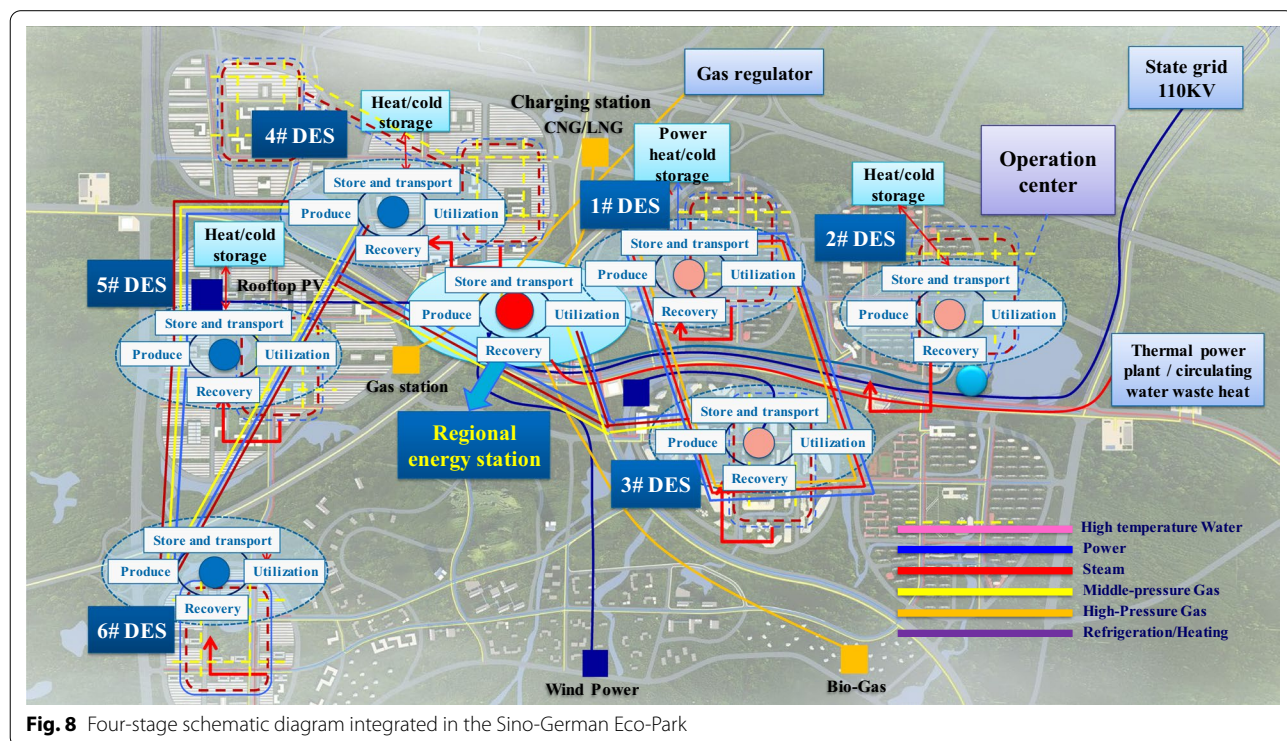 Gas regulator
State grid
110KV
Charging station
CNG/LNG
Heat/cold
storage
4# DES
Power
heat/cold
storage
Operation
center
Heat/cold
storage
1# DES
2# DES
Store and transport
Produce
Utilization
Recovery
Store and transport
Produce
Utilization
Recovery
Store and transport
Produce
Utilization
Recovery
Heat/cold
storage
5# DES
Rooftop PV
Store and transport
Produce
Utilization
Recovery
Store and transport
Produce
Utilization
Recovery
Gas station
Thermal power
plant / circulating
water waste heat
Regional
energy station
Store and transport
Produce
Utilization
Recovery
3# DES
Store and transport
Produce
Utilization
Recovery
6# DES
Wind Power
Bio-Gas
High temperature Water
Power
Steam
Middle-pressure Gas
High-Pressure Gas
Refrigeration/Heating
Fig. 8 Four-stage schematic diagram integrated in the Sino-German Eco-Park